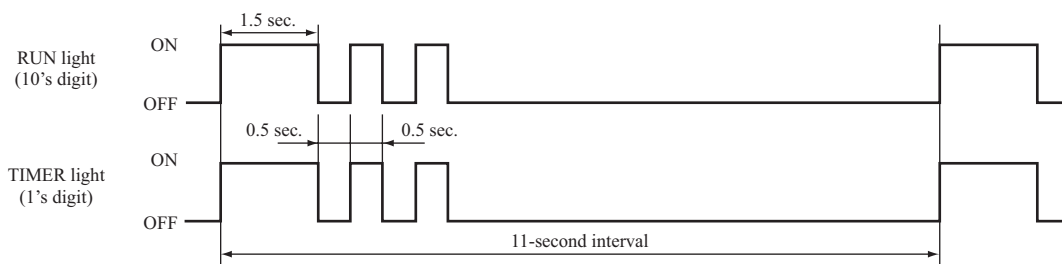 1.5 sec.
RUN light
(10’s digit)
ON
OFF
0.5 sec.
0.5 sec.
TIMER light
(1’s digit)
ON
OFF
11-second interval